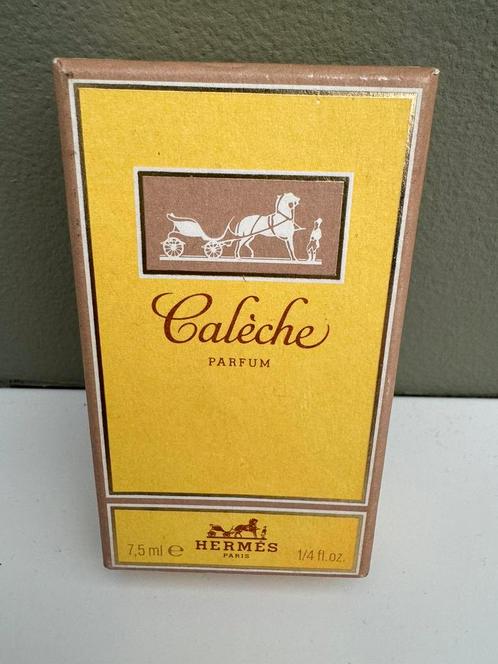 Calèche
PARFUM
7,5 ml ℮ HERMÈS 1/4 fl.oz.
PARIS